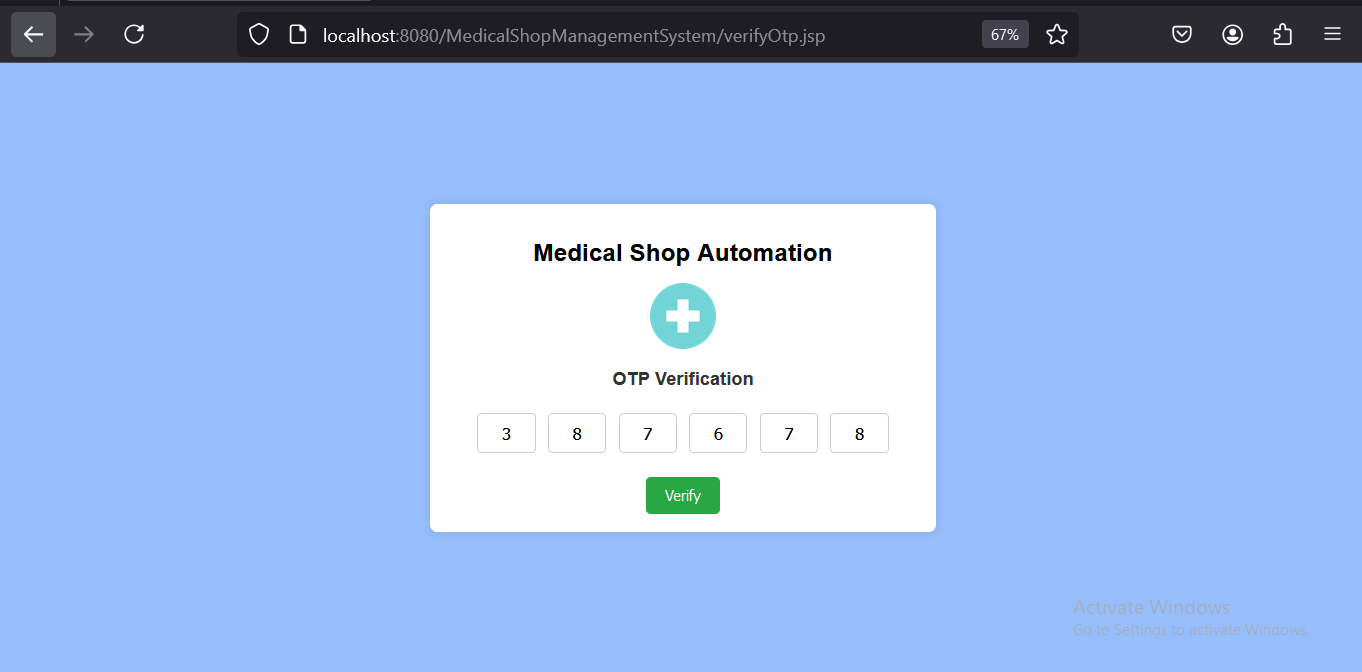 localhost:8080/MedicalShopManagementSystem/verifyOtp.jsp 67%
Medical Shop Automation
OTP Verification
3 8 7 6 7 8
Verify
Activate Windows
Go to Settings to activate Windows.